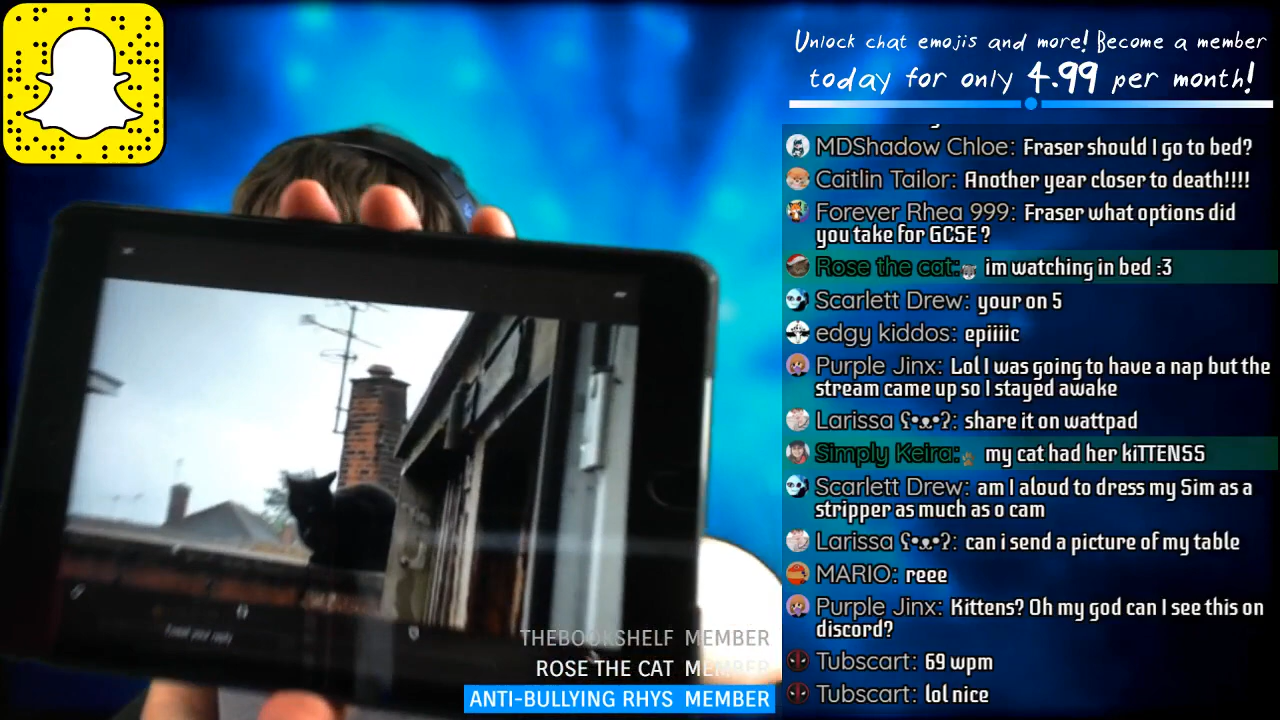 Unlock chat emojis and more! Become a member
today for only 4.99 per month!
MDShadow Chloe: Fraser should I go to bed?
Caitlin Tailor: Another year closer to death!!!!
Forever Rhea 999: Fraser what options did
you take for GCSE?
Rose the cat: im watching in bed :3
Scarlett Drew: your on 5
edgy kiddos: epiiiic
Purple Jinx: Lol I was going to have a nap but the
stream came up so I stayed awake
Larissa ʕ•ᴥ•ʔ: share it on wattpad
Simply Keira: my cat had her kiTTENSS
Scarlett Drew: am I aloud to dress my Sim as a
stripper as much as o cam
Larissa ʕ•ᴥ•ʔ: can i send a picture of my table
MARIO: reee
Purple Jinx: Kittens? Oh my god can I see this on
discord?
Tubscart: 69 wpm
Tubscart: lol nice
THEBOOKSHELF MEMBER
ROSE THE CAT MEMBER
ANTI-BULLYING RHYS MEMBER